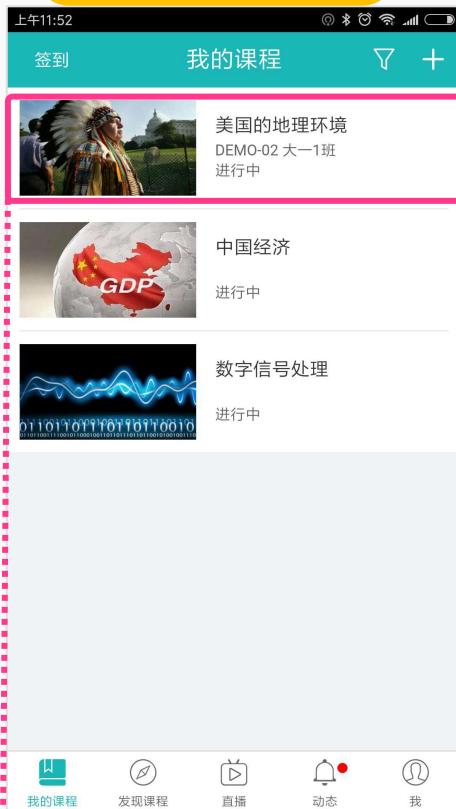 上午11:52
签到 我的课程
美国的地理环境
DEMO-02 大一1班
进行中
GDP
中国经济
进行中
数字信号处理
进行中
我的课程 发现课程 直播 动态 我